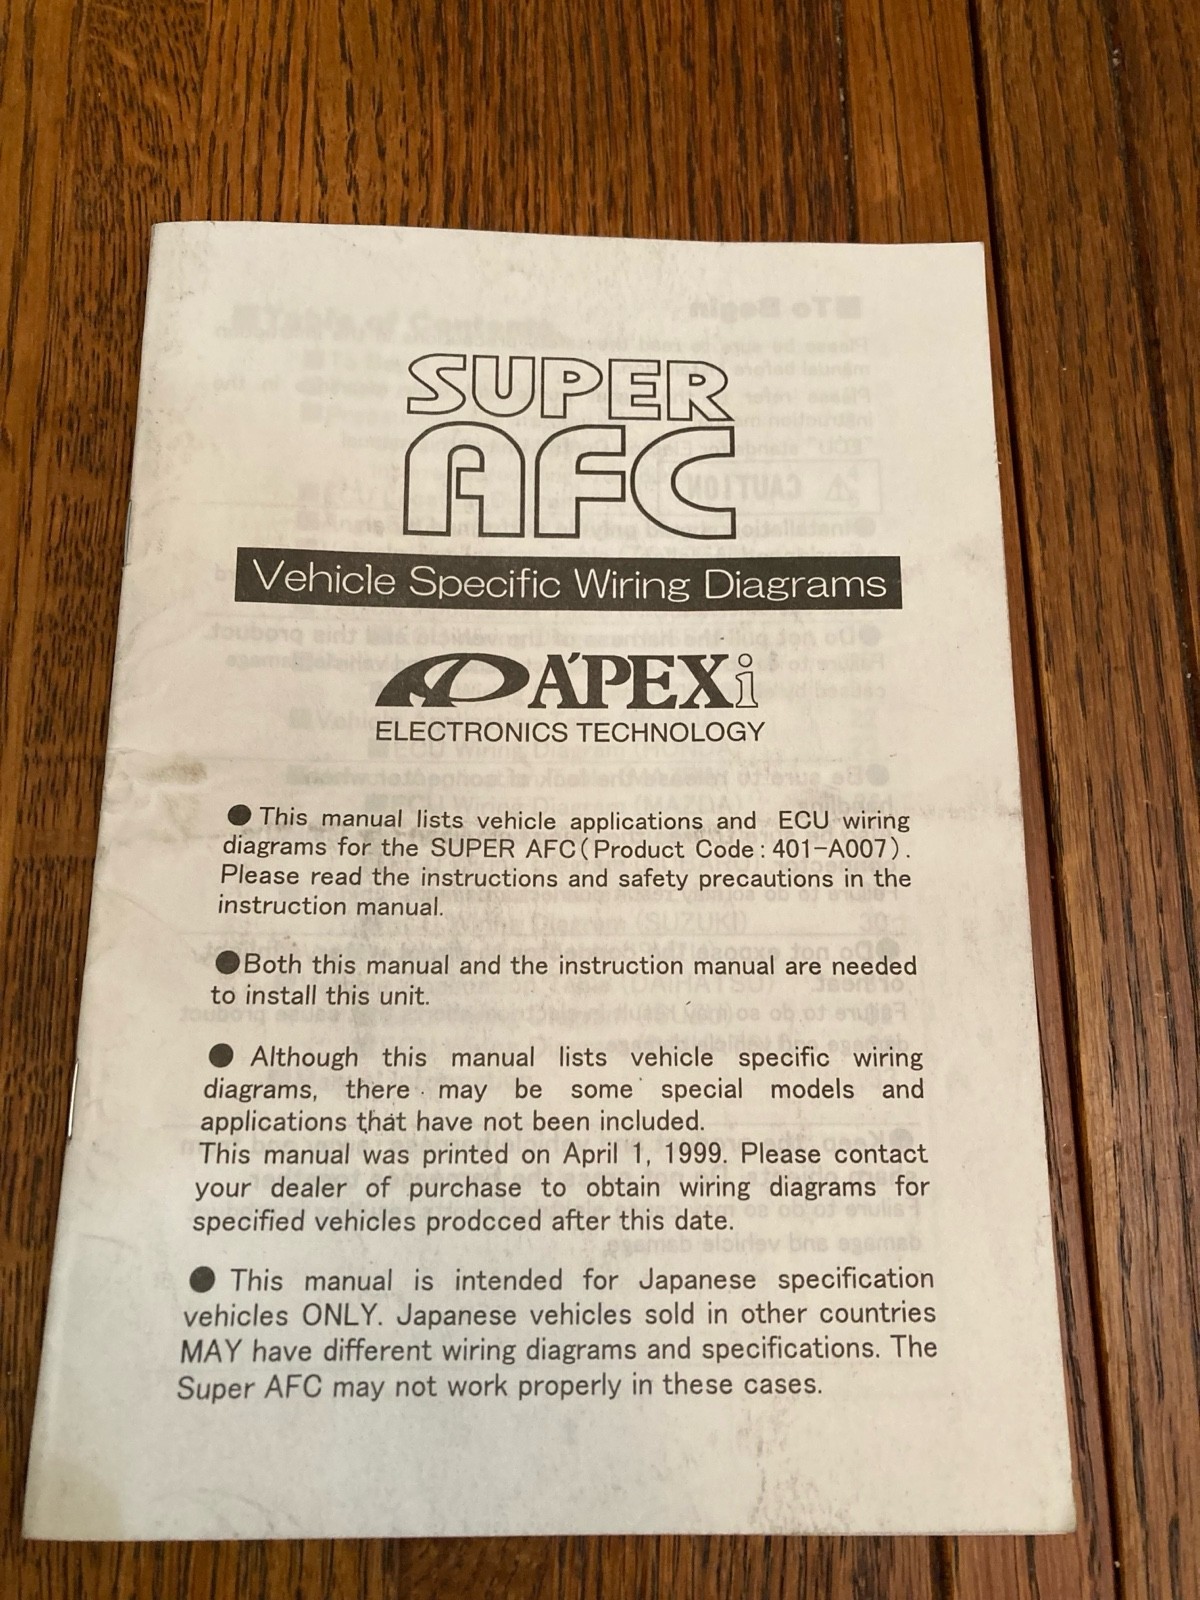 SUPER
AFC
Vehicle Specific Wiring Diagrams
A'PEXi
ELECTRONICS TECHNOLOGY
●This manual lists vehicle applications and ECU wiring
diagrams for the SUPER AFC(Product Code:401-A007).
Please read the instructions and safety precautions in the
instruction manual.
●Both this manual and the instruction manual are needed
to install this unit.
● Although this manual lists vehicle specific wiring
diagrams, there may be some special models and
applications that have not been included.
This manual was printed on April 1, 1999. Please contact
your dealer of purchase to obtain wiring diagrams for
specified vehicles prodcced after this date.
● This manual is intended for Japanese specification
vehicles ONLY. Japanese vehicles sold in other countries
MAY have different wiring diagrams and specifications. The
Super AFC may not work properly in these cases.